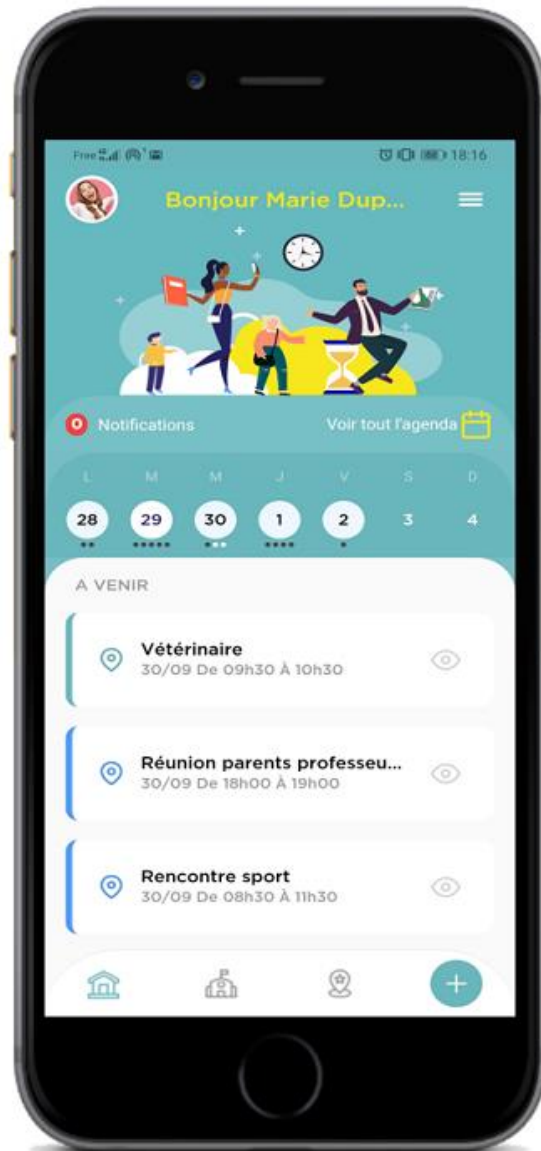 Free 18:16
Bonjour Marie Dup...
0 Notifications Voir tout l'agenda
L M M J V S D
28 29 30 1 2 3 4
A VENIR
Vétérinaire
30/09 De 09h30 À 10h30
Réunion parents professeu...
30/09 De 18h00 À 19h00
Rencontre sport
30/09 De 08h30 À 11h30